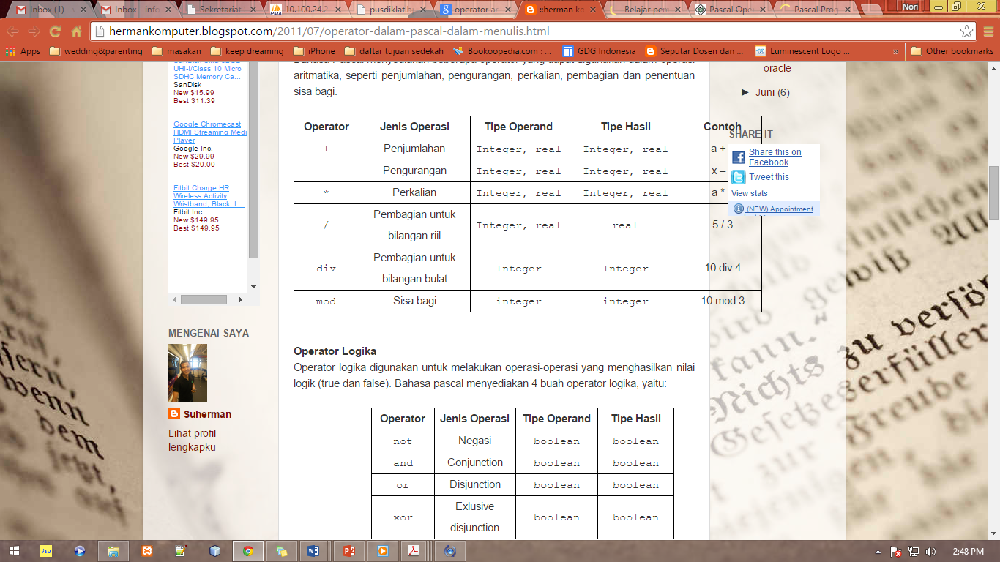 Inbox (1) - 
Inbox - info
Sekretariat
10.100.24.2
pusdiklat.b
operator ar
::herman ko
Belajar pem
Pascal Ope
Pascal Prog
Nori
hermankomputer.blogspot.com/2011/07/operator-dalam-pascal-dalam-menulis.html
Apps
wedding&parenting
masakan
keep dreaming
iPhone
daftar tujuan sedekah
Bookoopedia.com : ...
GDG Indonesia
Seputar Dosen dan ...
Luminescent Logo ...
»
Other bookmarks
UHI-I/Class 10 Micro
SDHC Memory Ca...
SanDisk
New $15.99
Best $11.39
Google Chromecast
HDMI Streaming Medi
Player
Google Inc.
New $29.99
Best $20.00
Fitbit Charge HR
Wireless Activity
Wristband, Black, L...
Fitbit Inc
New $149.95
Best $149.95
MENGENAI SAYA
Suherman
Lihat profil
lengkapku
aritmatika, seperti penjumlahan, pengurangan, perkalian, pembagian dan penentuan
sisa bagi.
Operator Jenis Operasi Tipe Operand Tipe Hasil Contoh
+ Penjumlahan Integer, real Integer, real a +
- Pengurangan Integer, real Integer, real x –
* Perkalian Integer, real Integer, real a *
Pembagian untuk
/ Integer, real real 5 / 3
bilangan riil
Pembagian untuk
div Integer Integer 10 div 4
bilangan bulat
mod Sisa bagi integer integer 10 mod 3
Operator Logika
Operator logika digunakan untuk melakukan operasi-operasi yang menghasilkan nilai
logik (true dan false). Bahasa pascal menyediakan 4 buah operator logika, yaitu:
Operator Jenis Operasi Tipe Operand Tipe Hasil
not Negasi boolean boolean
and Conjunction boolean boolean
or Disjunction boolean boolean
Exlusive
xor boolean boolean
disjunction
oracle
► Juni (6)
SHARE IT
Share this on
Facebook
Tweet this
View stats
(NEW) Appointment
fann.
Nichts
zu versö
Gesetzes
erfüller
Freude
wenn
dem
2:48 PM